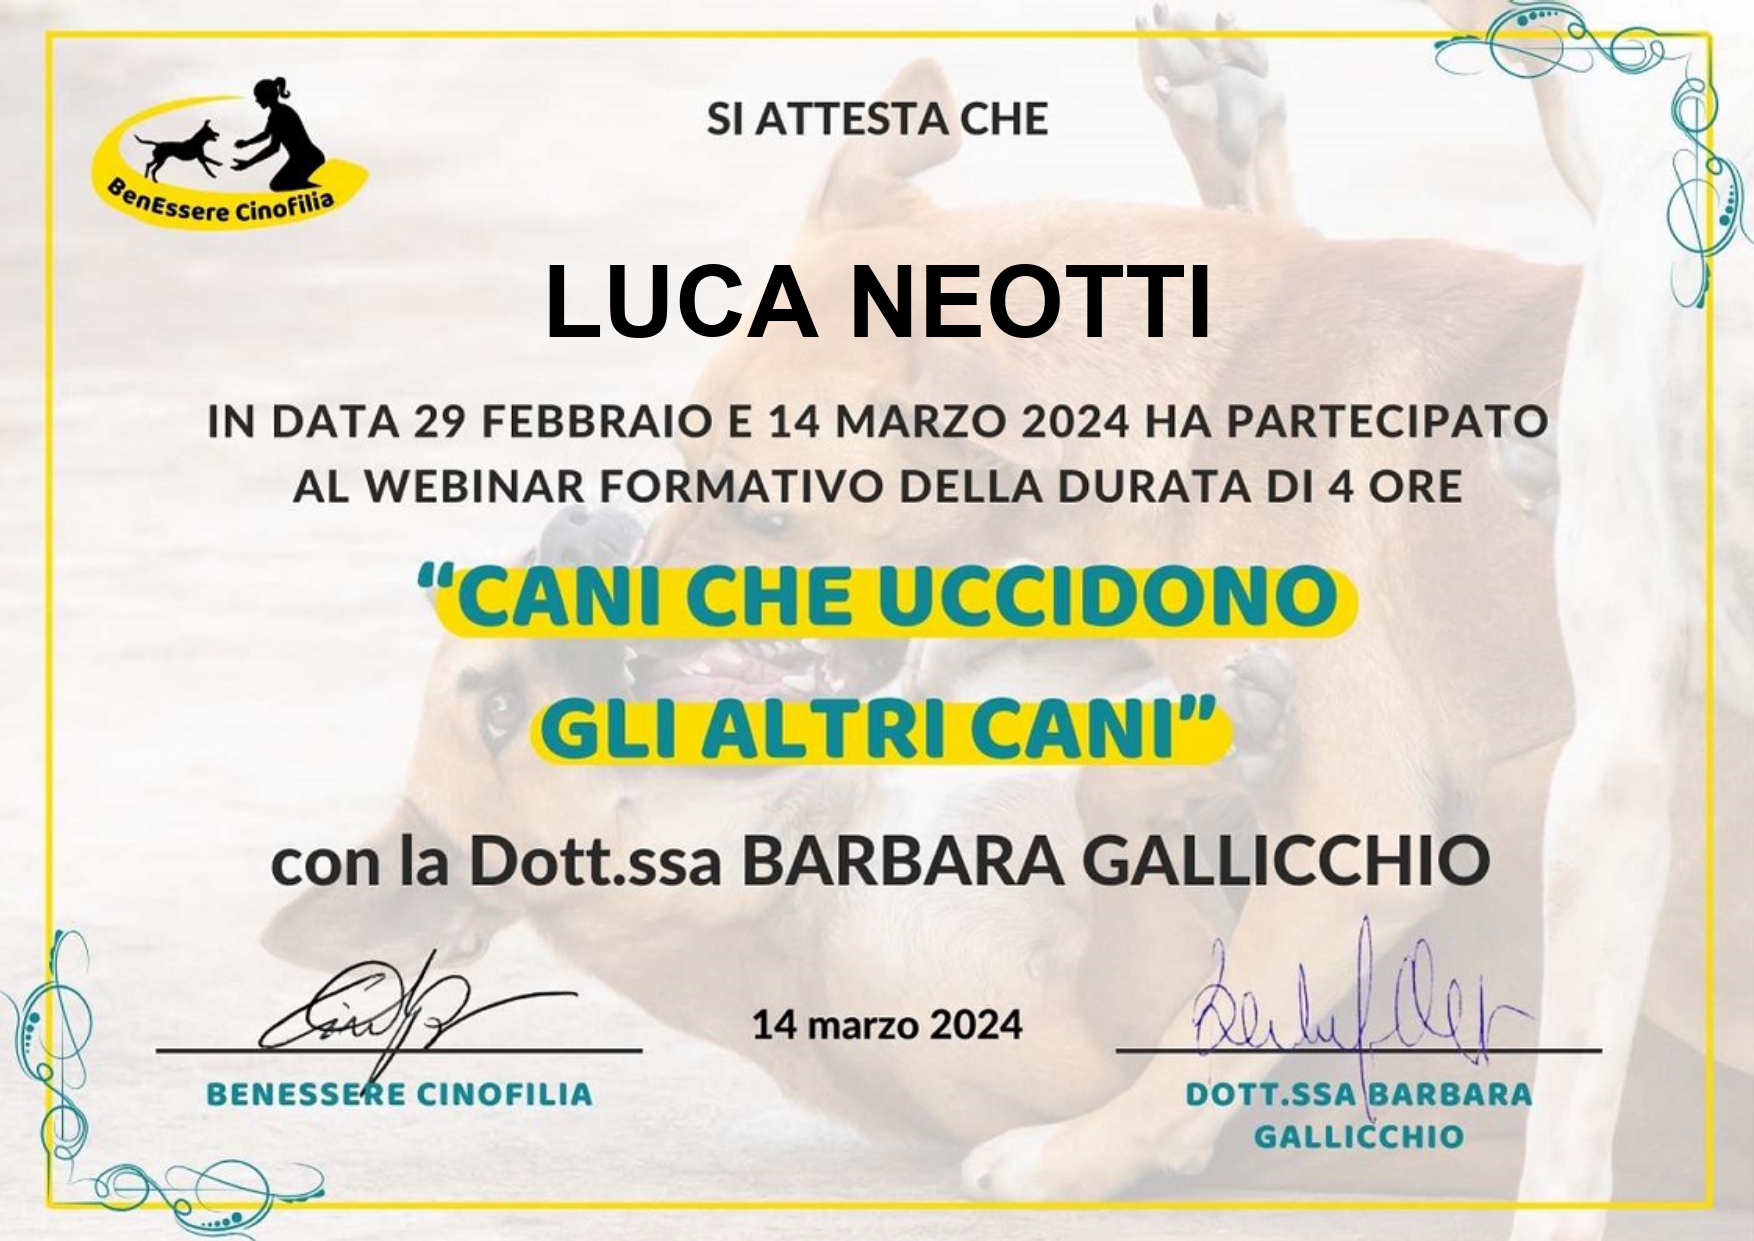 BenEssere Cinofilia
SI ATTESTA CHE
LUCA NEOTTI
IN DATA 29 FEBBRAIO E 14 MARZO 2024 HA PARTECIPATO
AL WEBINAR FORMATIVO DELLA DURATA DI 4 ORE
“CANI CHE UCCIDONO
GLI ALTRI CANI”
con la Dott.ssa BARBARA GALLICCHIO
14 marzo 2024
BENESSERE CINOFILIA
DOTT.SSA BARBARA
GALLICCHIO